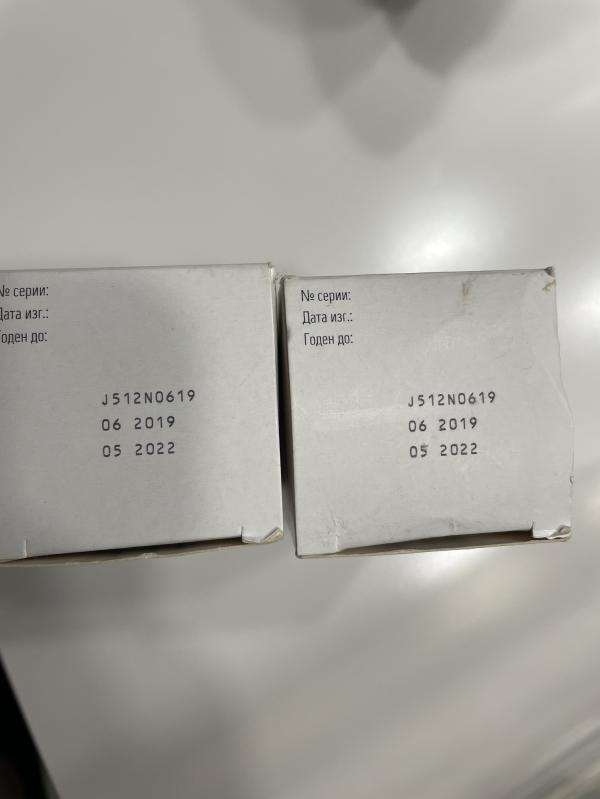 № серии:
Дата изг.:
Годен до:
J512N0619
06 2019
05 2022
№ серии:
Дата изг.:
Годен до:
J512N0619
06 2019
05 2022